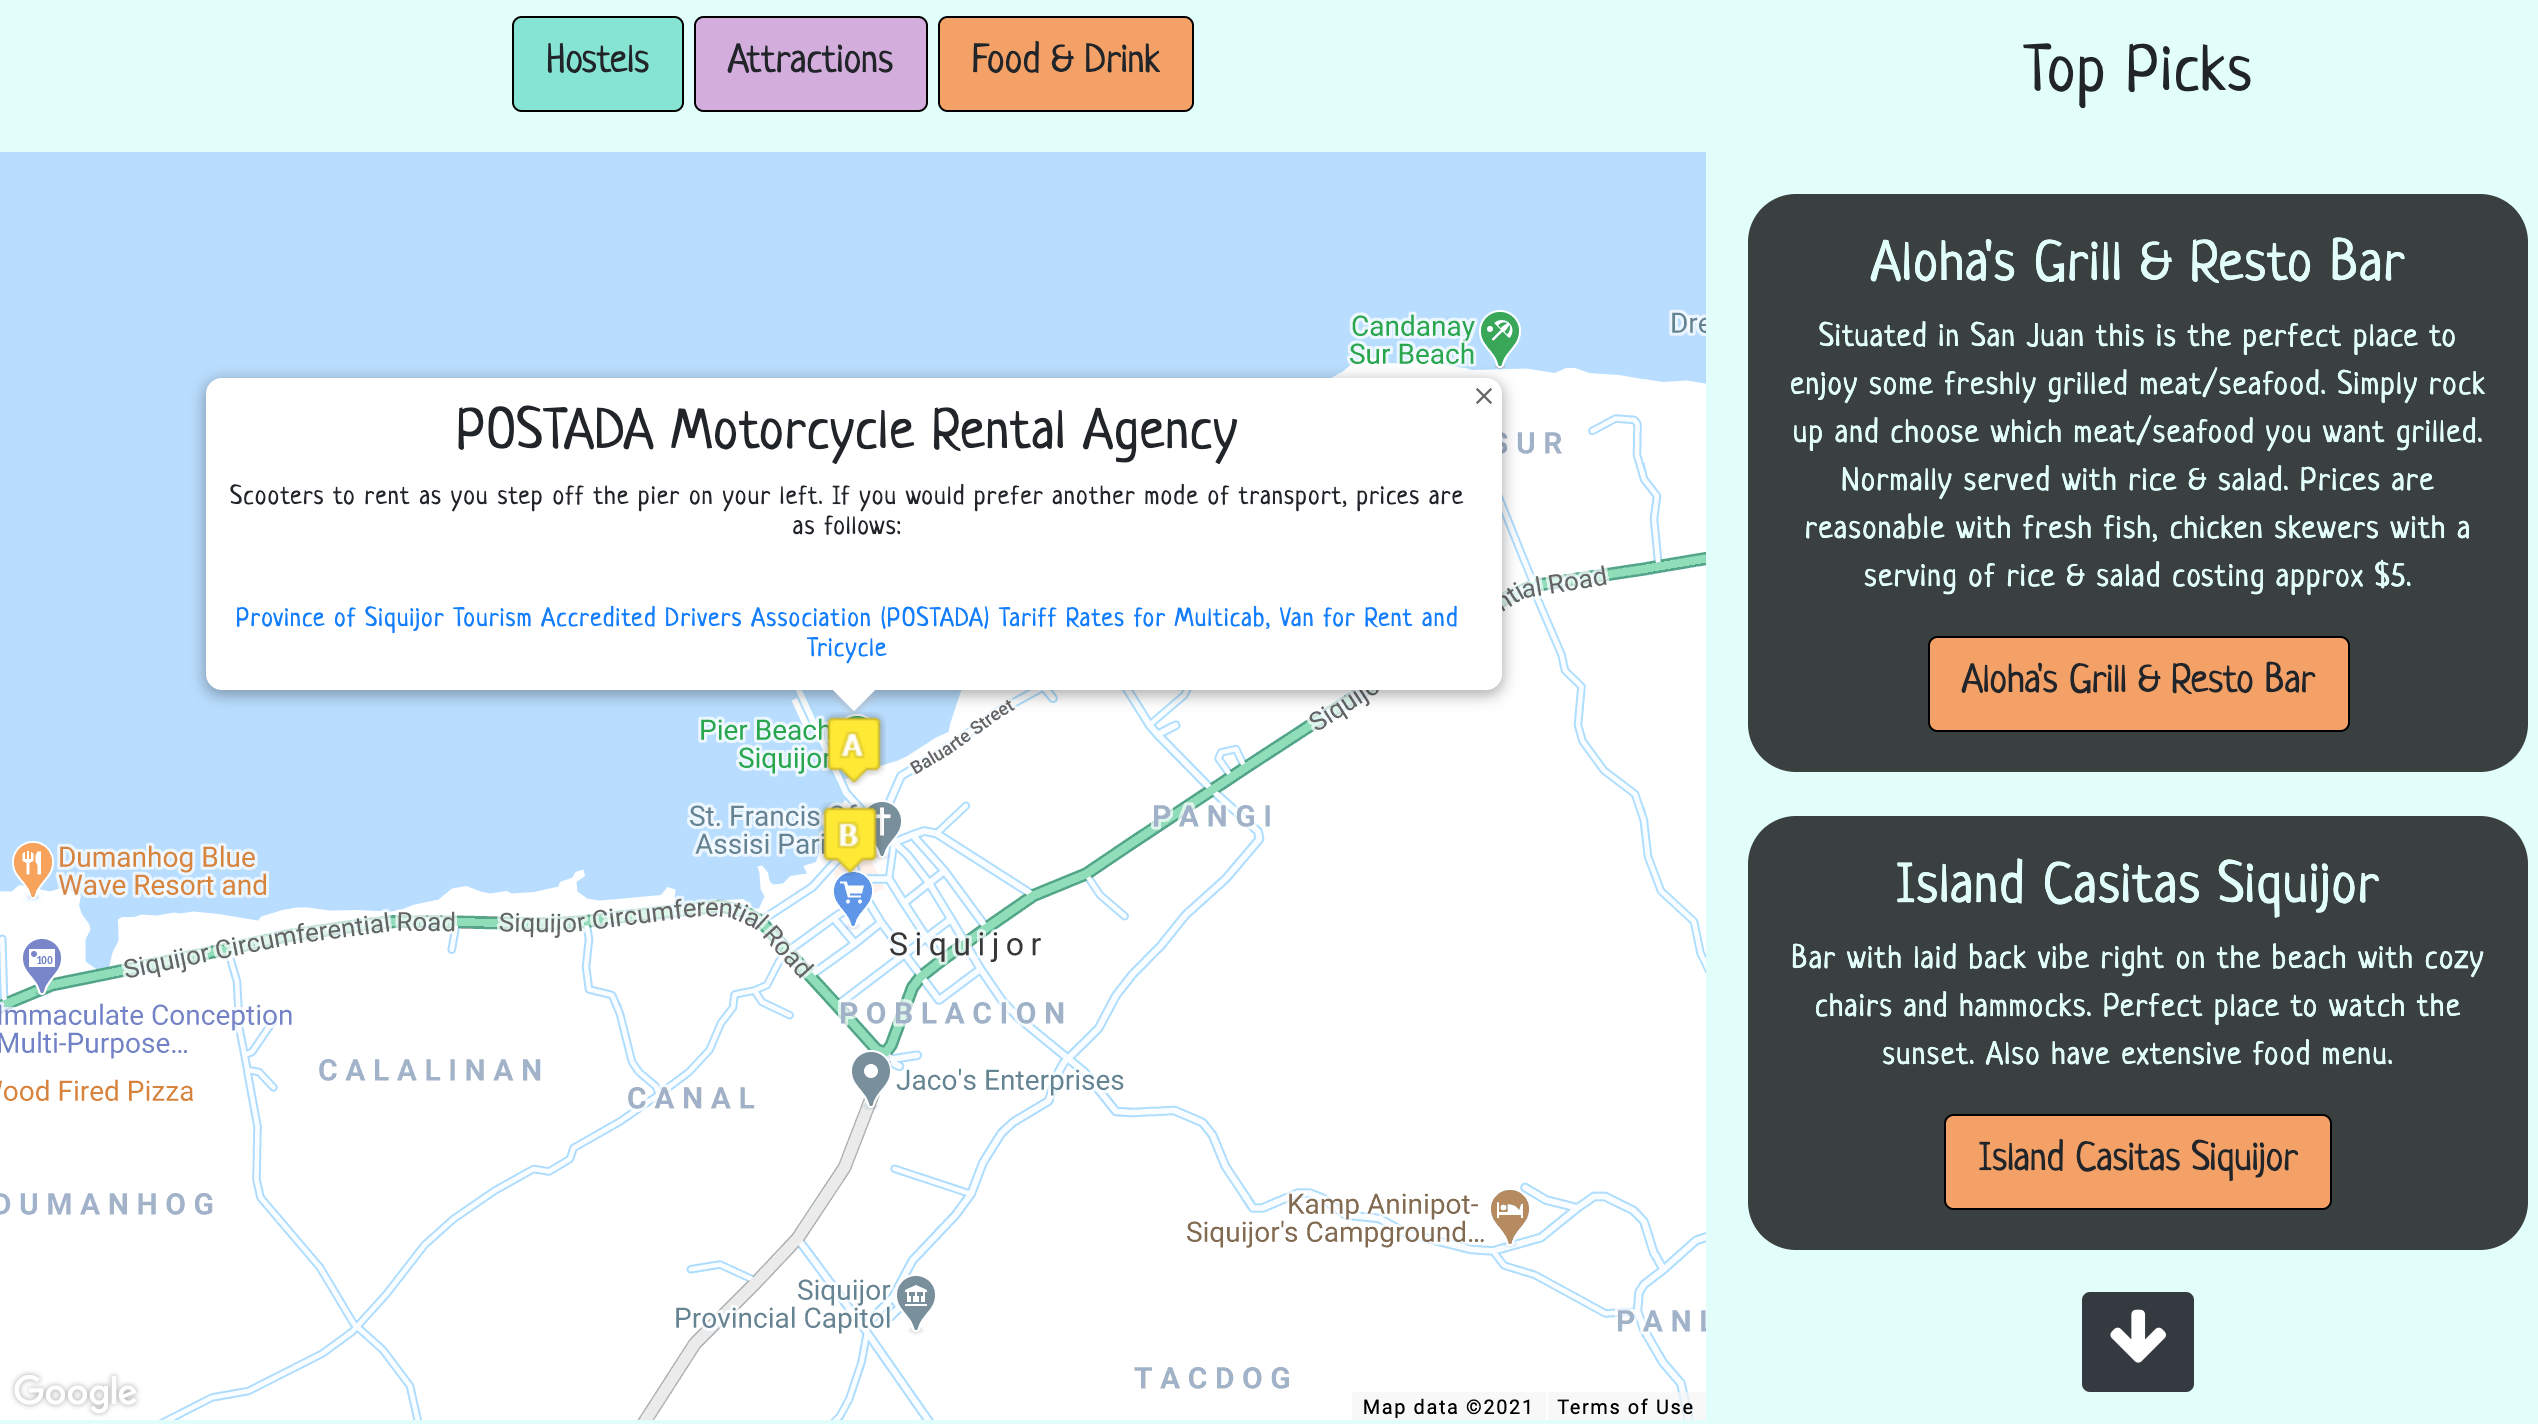 Hostels
Attractions
Food & Drink
Top Picks
Aloha's Grill & Resto Bar
Situated in San Juan this is the perfect place to
enjoy some freshly grilled meat/seafood. Simply rock
up and choose which meat/seafood you want grilled.
Normally served with rice & salad. Prices are
reasonable with fresh fish, chicken skewers with a
serving of rice & salad costing approx $5.
Aloha's Grill & Resto Bar
Island Casitas Siquijor
Bar with laid back vibe right on the beach with cozy
chairs and hammocks. Perfect place to watch the
sunset. Also have extensive food menu.
Island Casitas Siquijor
Candanay
Sur Beach
Dre
SUR
POSTADA Motorcycle Rental Agency
Scooters to rent as you step off the pier on your left. If you would prefer another mode of transport, prices are
as follows:
Province of Siquijor Tourism Accredited Drivers Association (POSTADA) Tariff Rates for Multicab, Van for Rent and
Tricycle
ntial Road
Siquijo
Pier Beach
Siquijor
A
Baluarte Street
St. Francis Of
Assisi Pari
B
PANGI
Dumanhog Blue
Wave Resort and
Siquijor Circumferential Road
Siquijor Circumferential Road
Siquijor
100
POBLACION
Immaculate Conception
Multi-Purpose...
CALALINAN
Jaco's Enterprises
ood Fired Pizza
CANAL
DUMANHOG
Kamp Aninipot-
Siquijor's Campground...
Siquijor
Provincial Capitol
PANL
TACDOG
Google
Map data ©2021
Terms of Use